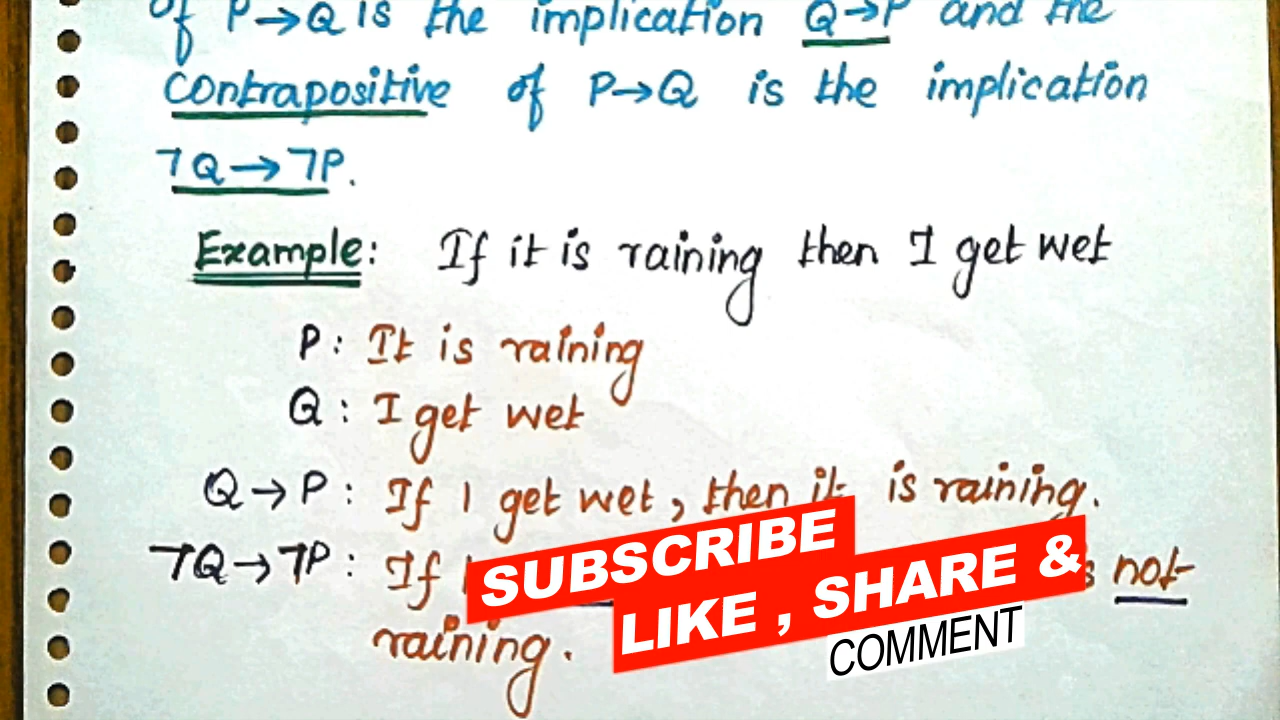 of P→Q is the implication Q→P and the
contrapositive of P→Q is the implication
¬Q→¬P.
Example: If it is raining then I get wet
P: It is raining
Q: I get wet
Q→P: If I get wet, then it is raining.
¬Q→¬P: If I not
raining.
SUBSCRIBE
LIKE , SHARE &
COMMENT